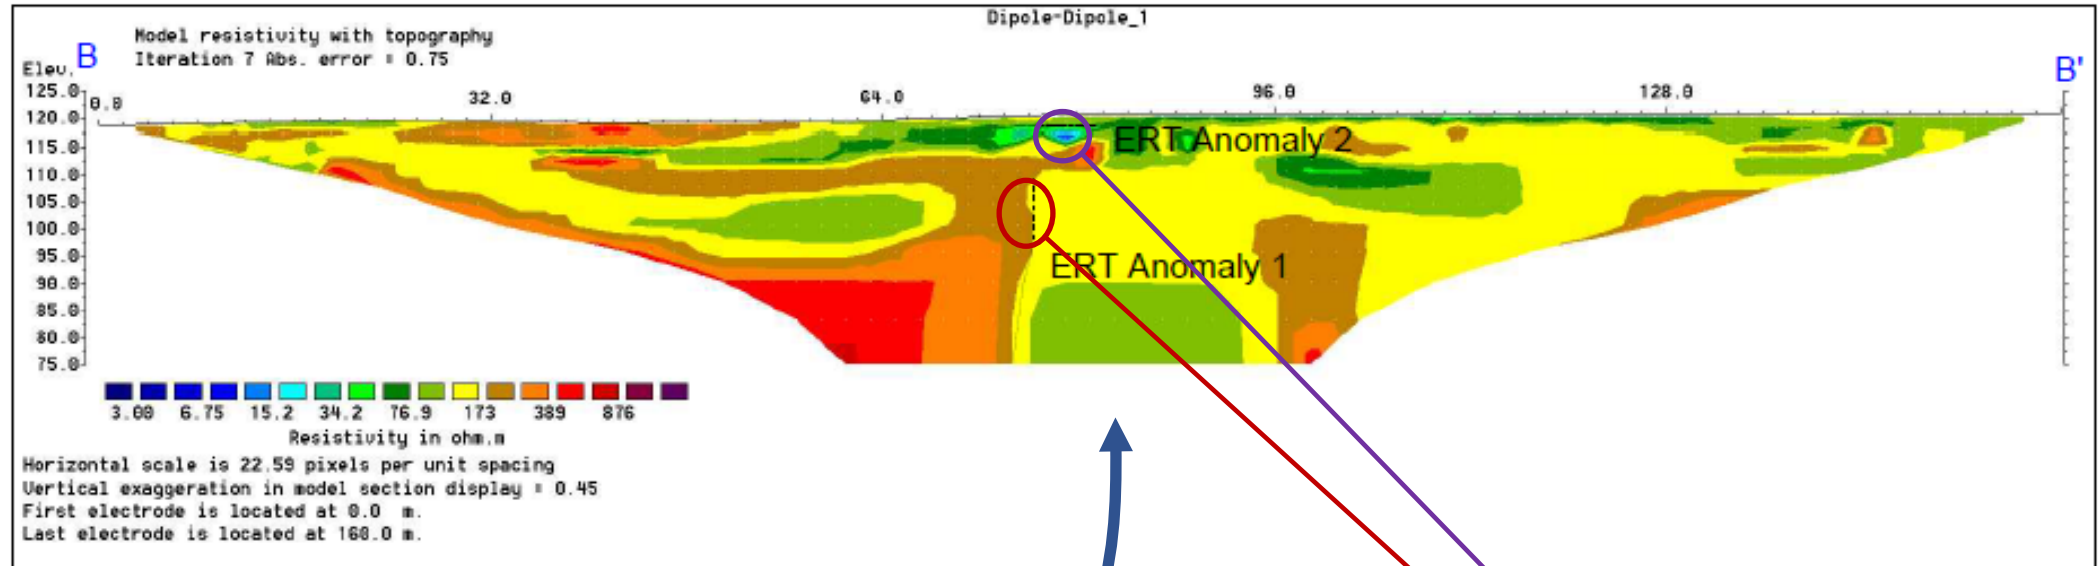 Dipole-Dipole_1
Model resistivity with topography
Iteration 7 Abs. error = 0.75
Elev. B B'
125.0 0.0 32.0 64.0 96.0 128.0
120.0
115.0
110.0
105.0
100.0
95.0
90.0
85.0
80.0
75.0
ERT Anomaly 2
ERT Anomaly 1
3.00 6.75 15.2 34.2 76.9 173 389 876
Resistivity in ohm.m
Horizontal scale is 22.59 pixels per unit spacing
Vertical exaggeration in model section display = 0.45
First electrode is located at 0.0 m.
Last electrode is located at 160.0 m.